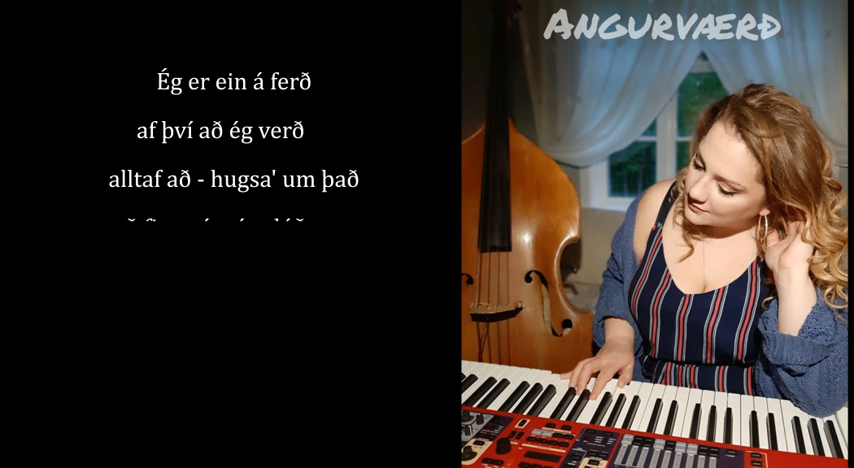 Angurværð
Ég er ein á ferð
af því að ég verð
alltaf að - hugsa' um það